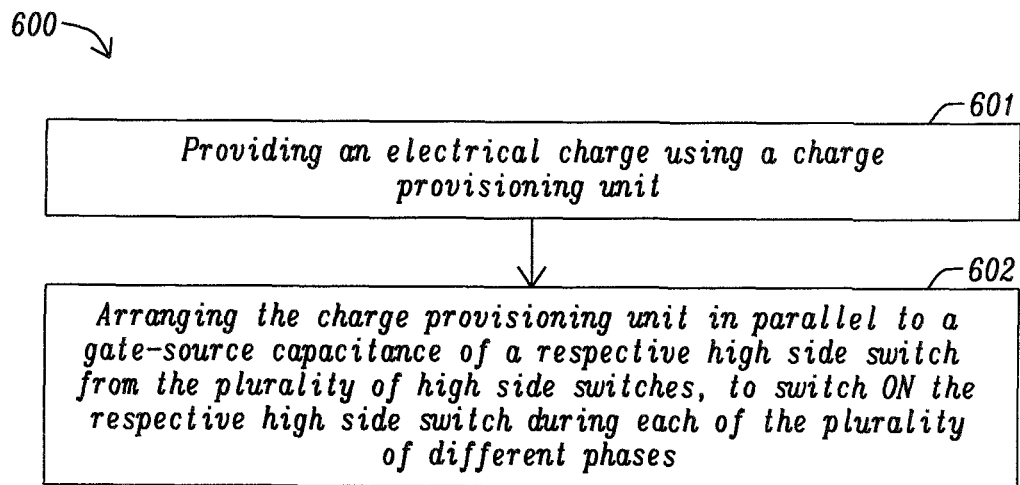 600
601
Providing an electrical charge using a charge
provisioning unit
602
Arranging the charge provisioning unit in parallel to a
gate-source capacitance of a respective high side switch
from the plurality of high side switches, to switch ON the
respective high side switch during each of the plurality
of different phases